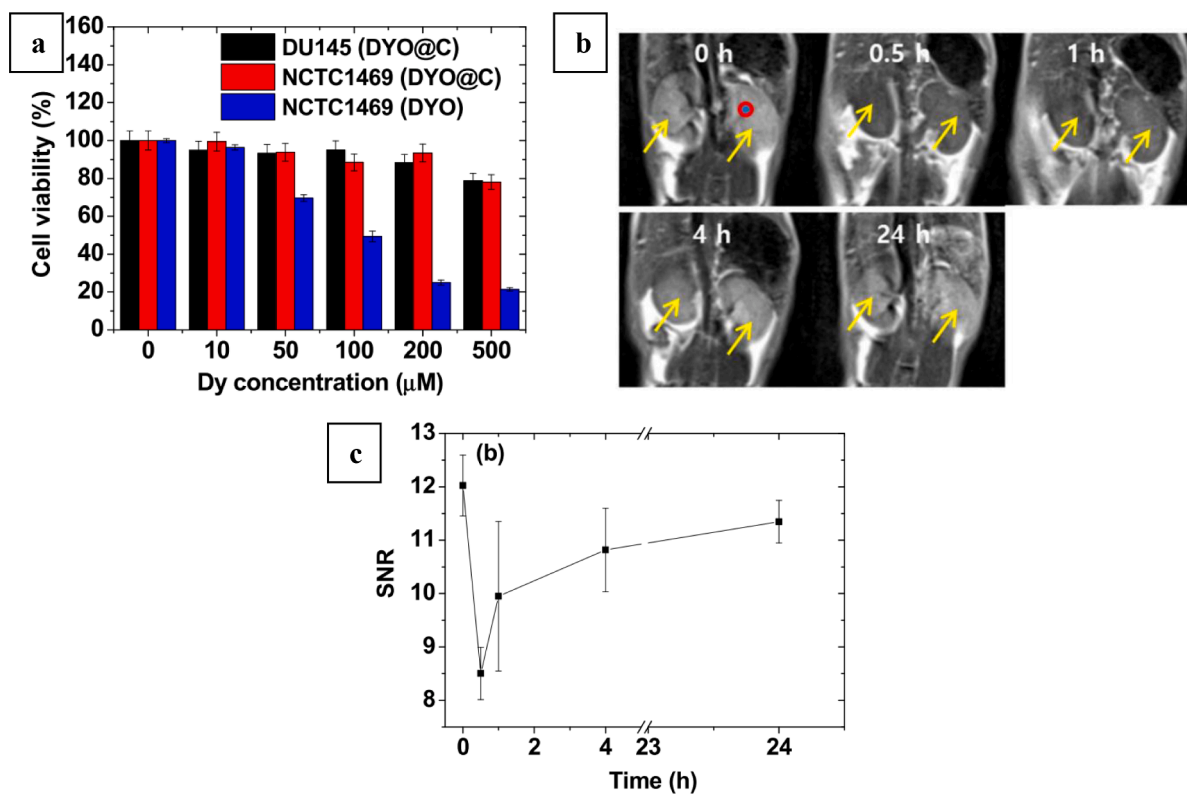 a
160
140
120
100
80
60
40
20
0
Cell viability (%)
DU145 (DYO@C)
NCTC1469 (DYO@C)
NCTC1469 (DYO)
0 10 50 100 200 500
Dy concentration (μM)
b
0 h 0.5 h 1 h
4 h 24 h
c
(b)
13
12
11
10
9
8
SNR
0 2 4 23 24
Time (h)